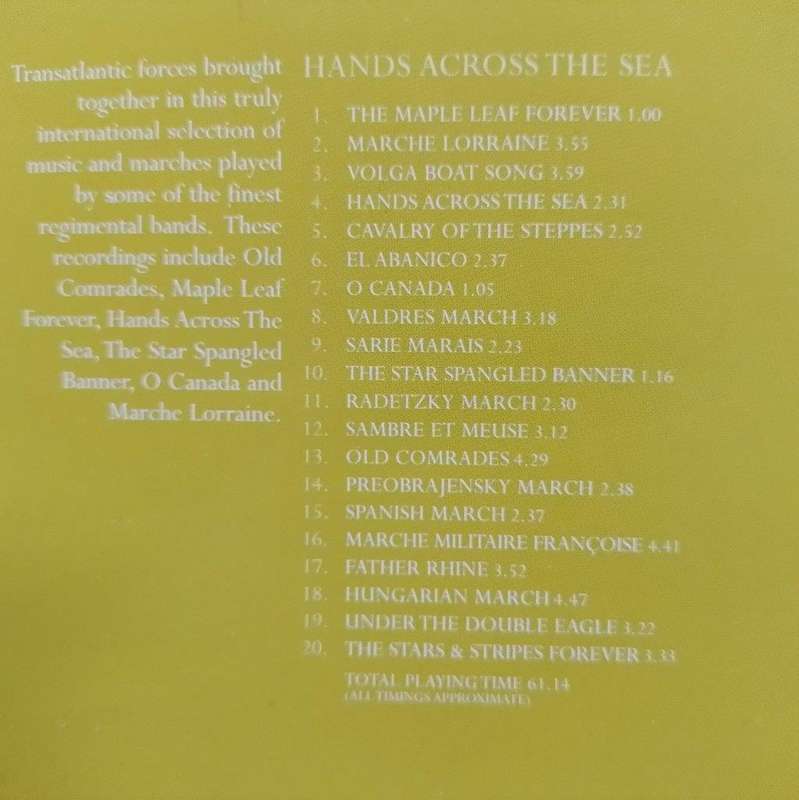 Transatlantic forces brought
together in this truly
international selection of
music and marches played
by some of the finest
regimental bands. These
recordings include Old
Comrades, Maple Leaf
Forever, Hands Across The
Sea, The Star Spangled
Banner, O Canada and
Marche Lorraine.
HANDS ACROSS THE SEA
1. THE MAPLE LEAF FOREVER 1.00
2. MARCHE LORRAINE 3.55
3. VOLGA BOAT SONG 3.59
4. HANDS ACROSS THE SEA 2.31
5. CAVALRY OF THE STEPPES 2.52
6. EL ABANICO 2.37
7. O CANADA 1.05
8. VALDRES MARCH 3.18
9. SARIE MARAIS 2.23
10. THE STAR SPANGLED BANNER 1.16
11. RADETZKY MARCH 2.30
12. SAMBRE ET MEUSE 3.12
13. OLD COMRADES 4.29
14. PREOBRAJENSKY MARCH 2.38
15. SPANISH MARCH 2.37
16. MARCHE MILITAIRE FRANÇOISE 4.41
17. FATHER RHINE 3.52
18. HUNGARIAN MARCH 4.47
19. UNDER THE DOUBLE EAGLE 3.22
20. THE STARS & STRIPES FOREVER 3.33
TOTAL PLAYING TIME 61.14
(ALL TIMINGS APPROXIMATE)